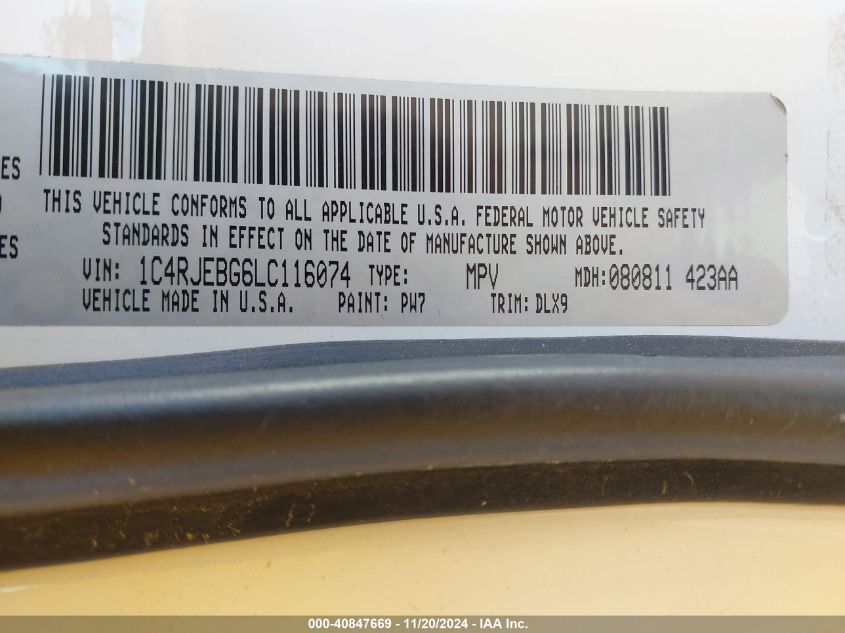 ES
THIS VEHICLE CONFORMS TO ALL APPLICABLE U.S.A. FEDERAL MOTOR VEHICLE SAFETY
ES
STANDARDS IN EFFECT ON THE DATE OF MANUFACTURE SHOWN ABOVE.
VIN: 1C4RJEBG6LC116074 TYPE: MPV MDH:080811 423AA
VEHICLE MADE IN U.S.A. PAINT: PW7 TRIM: DLX9
000-40847669 - 11/20/2024 - IAA Inc.